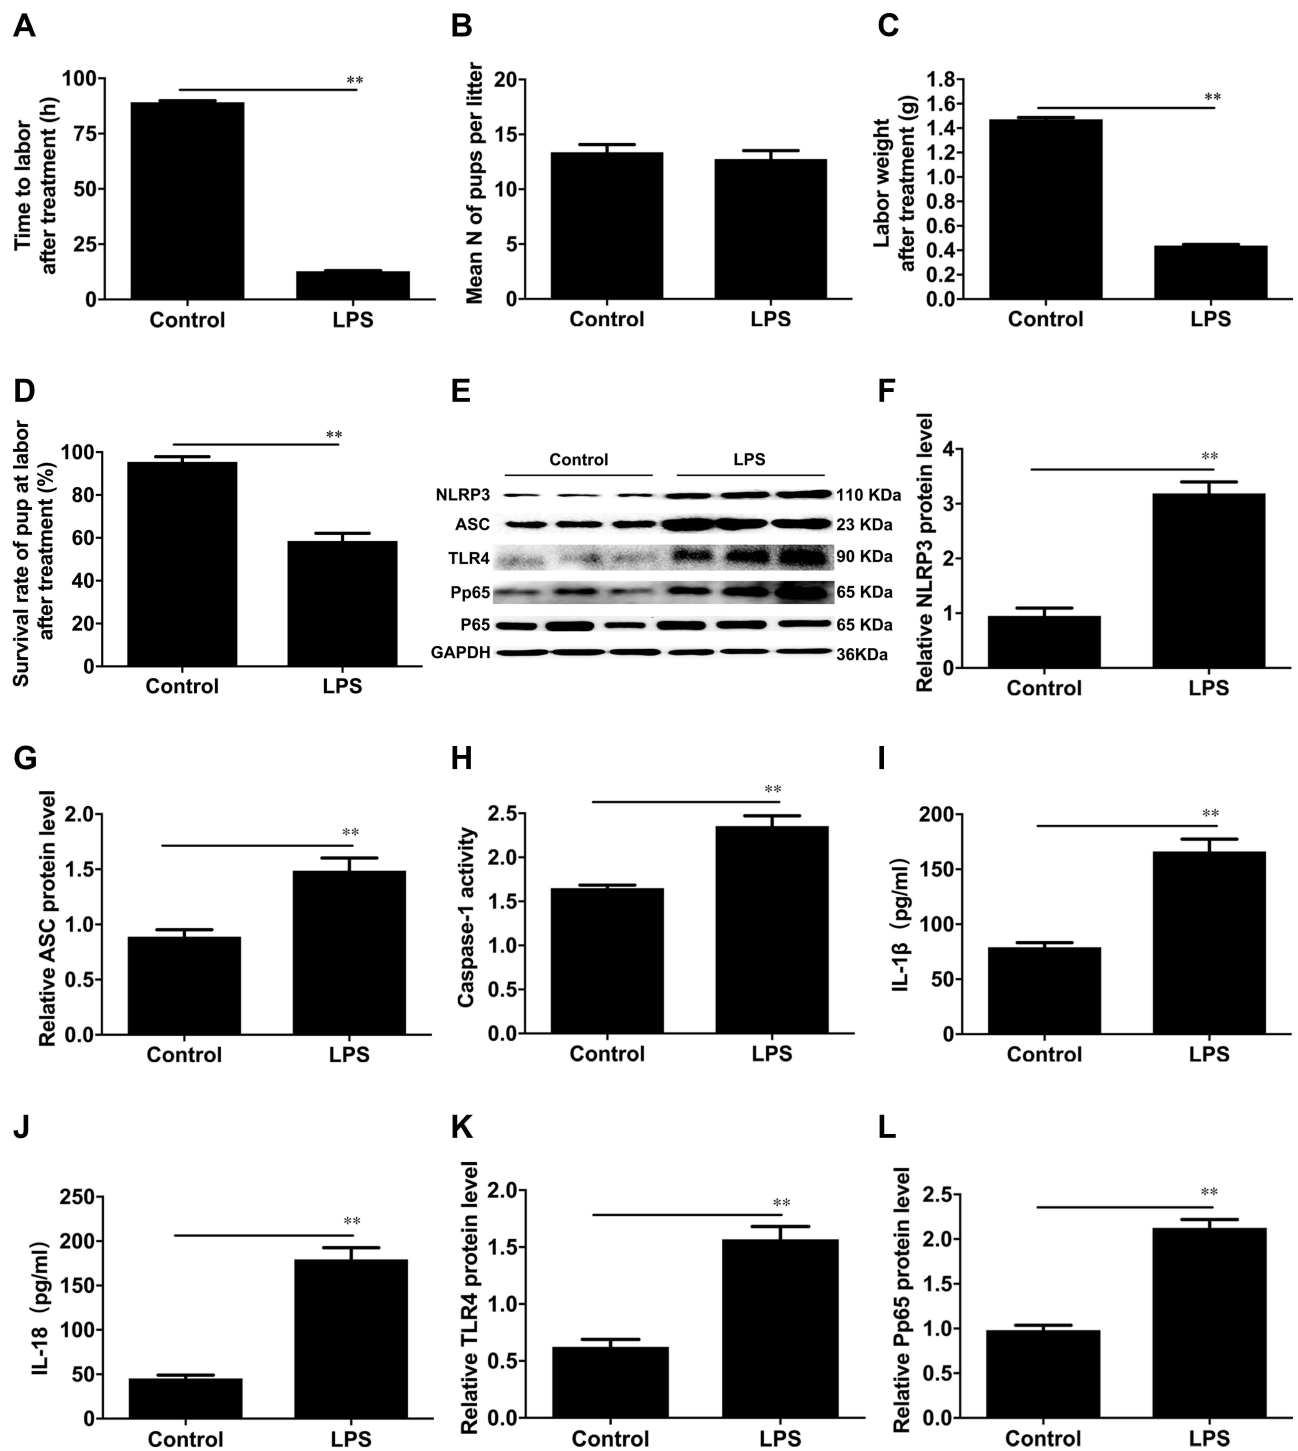 A
Time to labor
after treatment (h)
100
75
50
25
0
**
Control
LPS
B
Mean N of pups per litter
20
15
10
5
0
Control
LPS
C
Labor weight
after treatment (g)
1.8
1.6
1.4
1.2
1.0
0.8
0.6
0.4
0.2
0.0
**
Control
LPS
D
Survival rate of pup at labor
after treatment (%)
100
80
60
40
20
0
**
Control
LPS
E
Control
LPS
NLRP3
110 KDa
ASC
23 KDa
TLR4
90 KDa
Pp65
65 KDa
P65
65 KDa
GAPDH
36KDa
F
Relative NLRP3 protein level
4
3
2
1
0
**
Control
LPS
G
Relative ASC protein level
2.0
1.5
1.0
0.5
0.0
**
Control
LPS
H
Caspase-1 activity
2.5
2.0
1.5
1.0
0.5
0.0
**
Control
LPS
I
IL-1β（pg/ml）
200
150
100
50
0
**
Control
LPS
J
IL-18（pg/ml）
250
200
150
100
50
0
**
Control
LPS
K
Relative TLR4 protein level
2.0
1.5
1.0
0.5
0.0
**
Control
LPS
L
Relative Pp65 protein level
2.5
2.0
1.5
1.0
0.5
0.0
**
Control
LPS